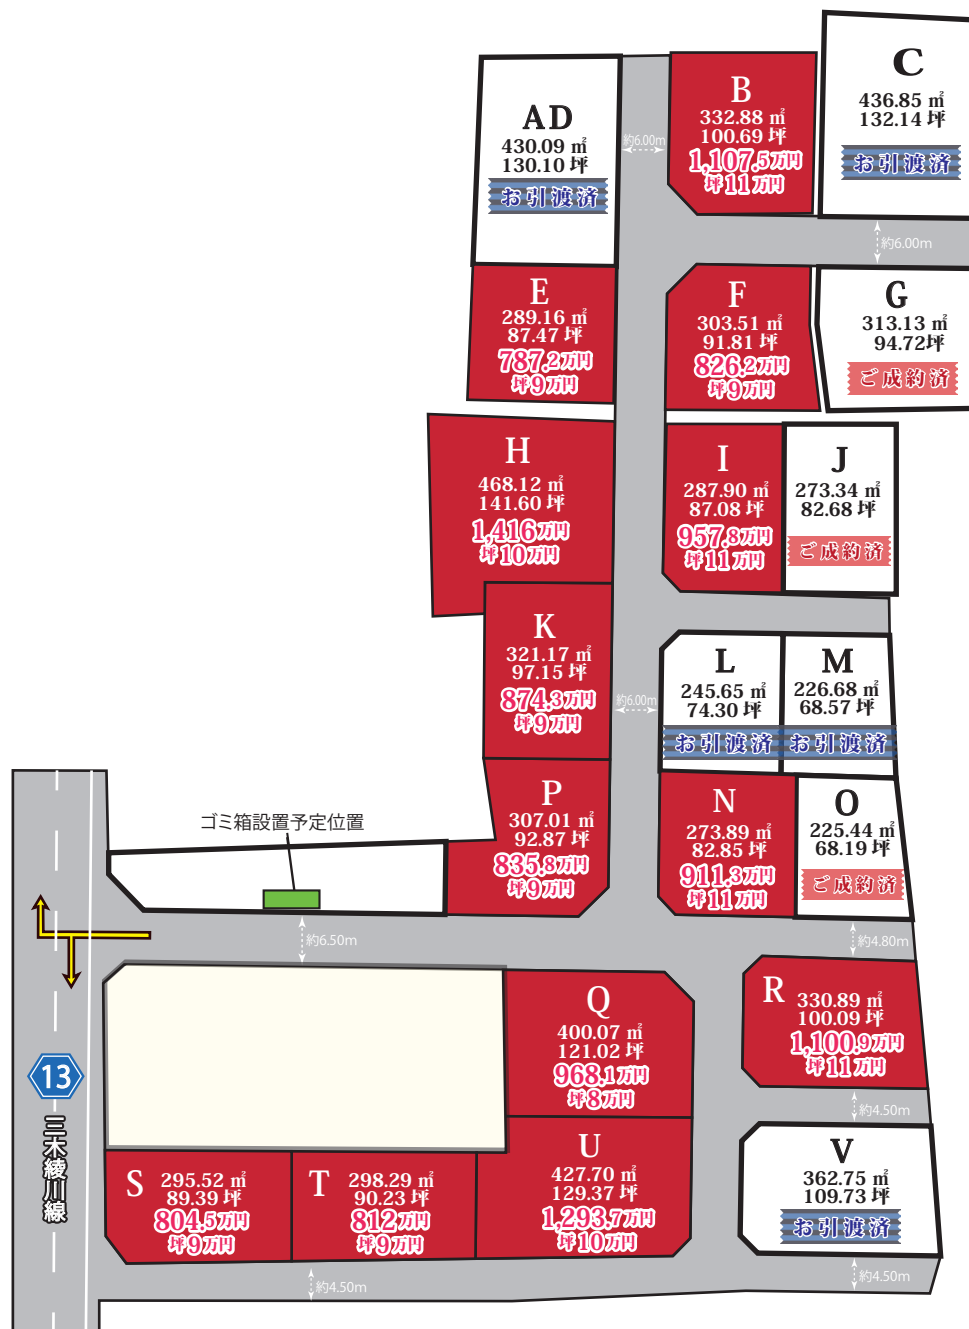 AD
430.09 ㎡
130.10 坪
お引渡済
約6.00m
B
332.88 ㎡
100.69 坪
1,107.5万円
坪11万円
C
436.85 ㎡
132.14 坪
お引渡済
約6.00m
E
289.16 ㎡
87.47 坪
787.2万円
坪9万円
F
303.51 ㎡
91.81 坪
826.2万円
坪9万円
G
313.13 ㎡
94.72坪
ご成約済
H
468.12 ㎡
141.60 坪
1,416万円
坪10万円
I
287.90 ㎡
87.08 坪
957.8万円
坪11万円
J
273.34 ㎡
82.68 坪
ご成約済
K
321.17 ㎡
97.15 坪
874.3万円
坪9万円
約6.00m
L
245.65 ㎡
74.30 坪
お引渡済
M
226.68 ㎡
68.57 坪
お引渡済
P
307.01 ㎡
92.87 坪
835.8万円
坪9万円
N
273.89 ㎡
82.85 坪
911.3万円
坪11万円
O
225.44 ㎡
68.19 坪
ご成約済
ゴミ箱設置予定位置
約6.50m
約4.80m
Q
400.07 ㎡
121.02 坪
968.1万円
坪8万円
R
330.89 ㎡
100.09 坪
1,100.9万円
坪11万円
約4.50m
13
三木綾川線
S
295.52 ㎡
89.39 坪
804.5万円
坪9万円
T
298.29 ㎡
90.23 坪
812万円
坪9万円
U
427.70 ㎡
129.37 坪
1,293.7万円
坪10万円
V
362.75 ㎡
109.73 坪
お引渡済
約4.50m
約4.50m